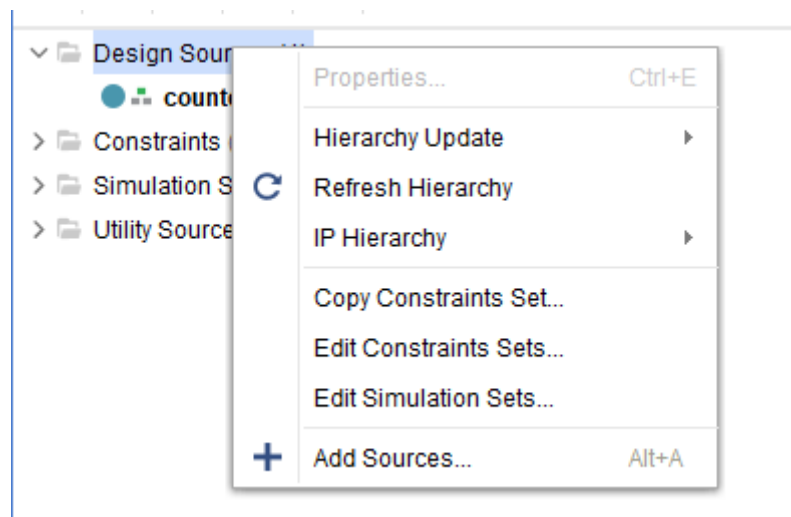 Design Sour
Properties... Ctrl+E
count
Constraints
Hierarchy Update
Simulation S
Refresh Hierarchy
Utility Source
IP Hierarchy
Copy Constraints Set...
Edit Constraints Sets...
Edit Simulation Sets...
Add Sources... Alt+A